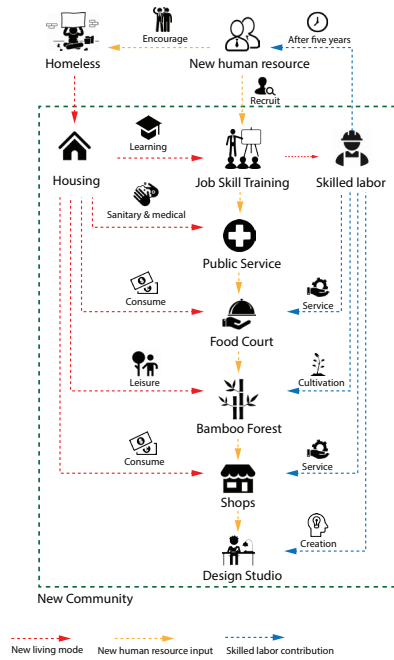 Encourage
After five years
Homeless
New human resource
Recruit
Learning
Housing
Job Skill Training
Skilled labor
Sanitary & medical
Public Service
Consume
Service
Food Court
Leisure
Cultivation
Bamboo Forest
Consume
Service
Shops
Creation
Design Studio
New Community
New living mode
New human resource input
Skilled labor contribution